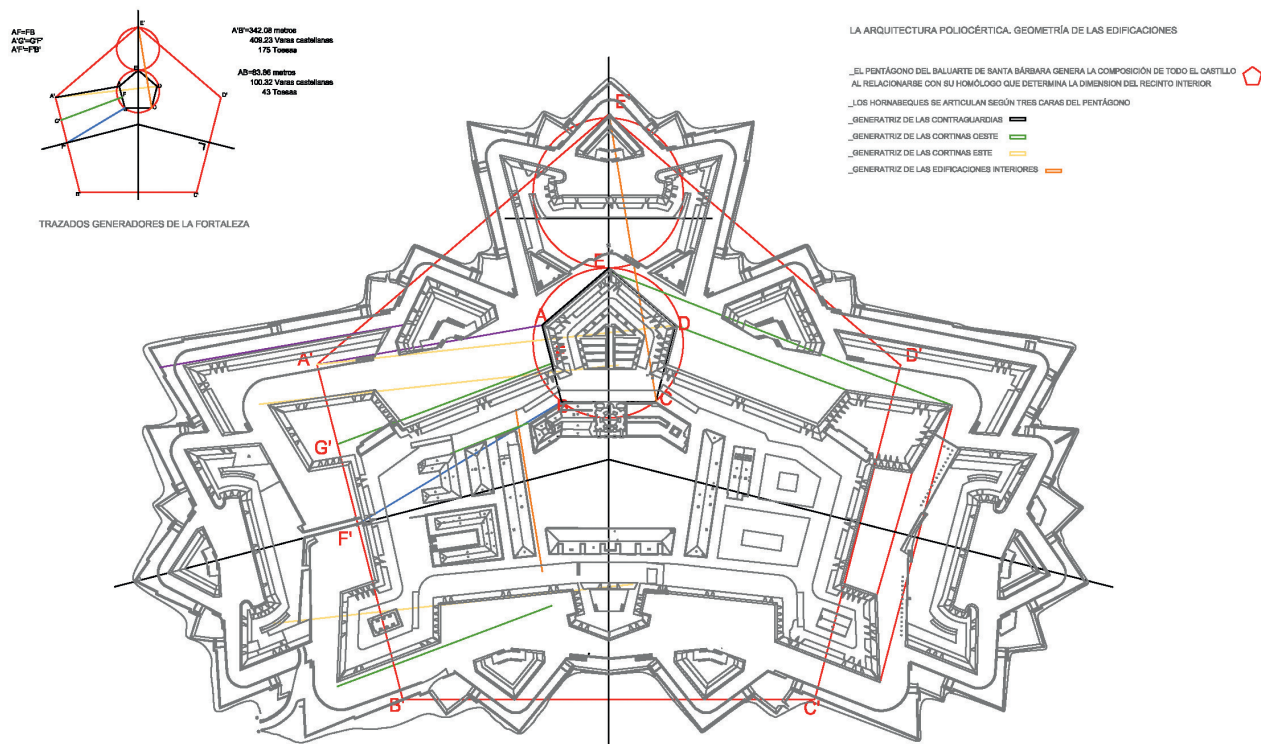 E'
AF=FB
A'G'=G'F'
A'F'=F'B'
A'B'=342.08 metros
409.23 Varas castellanas
175 Toesas
AB=83.86 metros
100.32 Varas castellanas
43 Toesas
A'
D'
G'
B'
C'
TRAZADOS GENERADORES DE LA FORTALEZA
LA ARQUITECTURA POLIOCÉRTICA. GEOMETRÍA DE LAS EDIFICACIONES
_EL PENTÁGONO DEL BALUARTE DE SANTA BÁRBARA GENERA LA COMPOSICIÓN DE TODO EL CASTILLO
AL RELACIONARSE CON SU HOMÓLOGO QUE DETERMINA LA DIMENSION DEL RECINTO INTERIOR
_LOS HORNABEQUES SE ARTICULAN SEGÚN TRES CARAS DEL PENTÁGONO
_GENERATRIZ DE LAS CONTRAGUARDIAS
_GENERATRIZ DE LAS CORTINAS OESTE
_GENERATRIZ DE LAS CORTINAS ESTE
_GENERATRIZ DE LAS EDIFICACIONES INTERIORES
E'
E
A
D
F
A'
D'
B
C
G'
F'
B'
C'